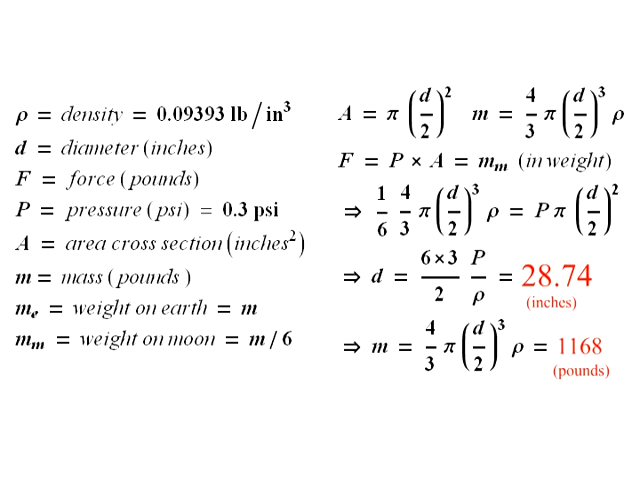 ρ = density = 0.09393 lb / in³
d = diameter (inches)
F = force (pounds)
P = pressure (psi) = 0.3 psi
A = area cross section (inches²)
m = mass (pounds )
mₑ = weight on earth = m
mₘ = weight on moon = m / 6
A = π (d/2)² m = 4/3 π (d/2)³ ρ
F = P × A = mₘ (in weight)
⇒ 1/6 4/3 π (d/2)³ ρ = P π (d/2)²
⇒ d = 6×3/2 P/ρ = 28.74
(inches)
⇒ m = 4/3 π (d/2)³ ρ = 1168
(pounds)